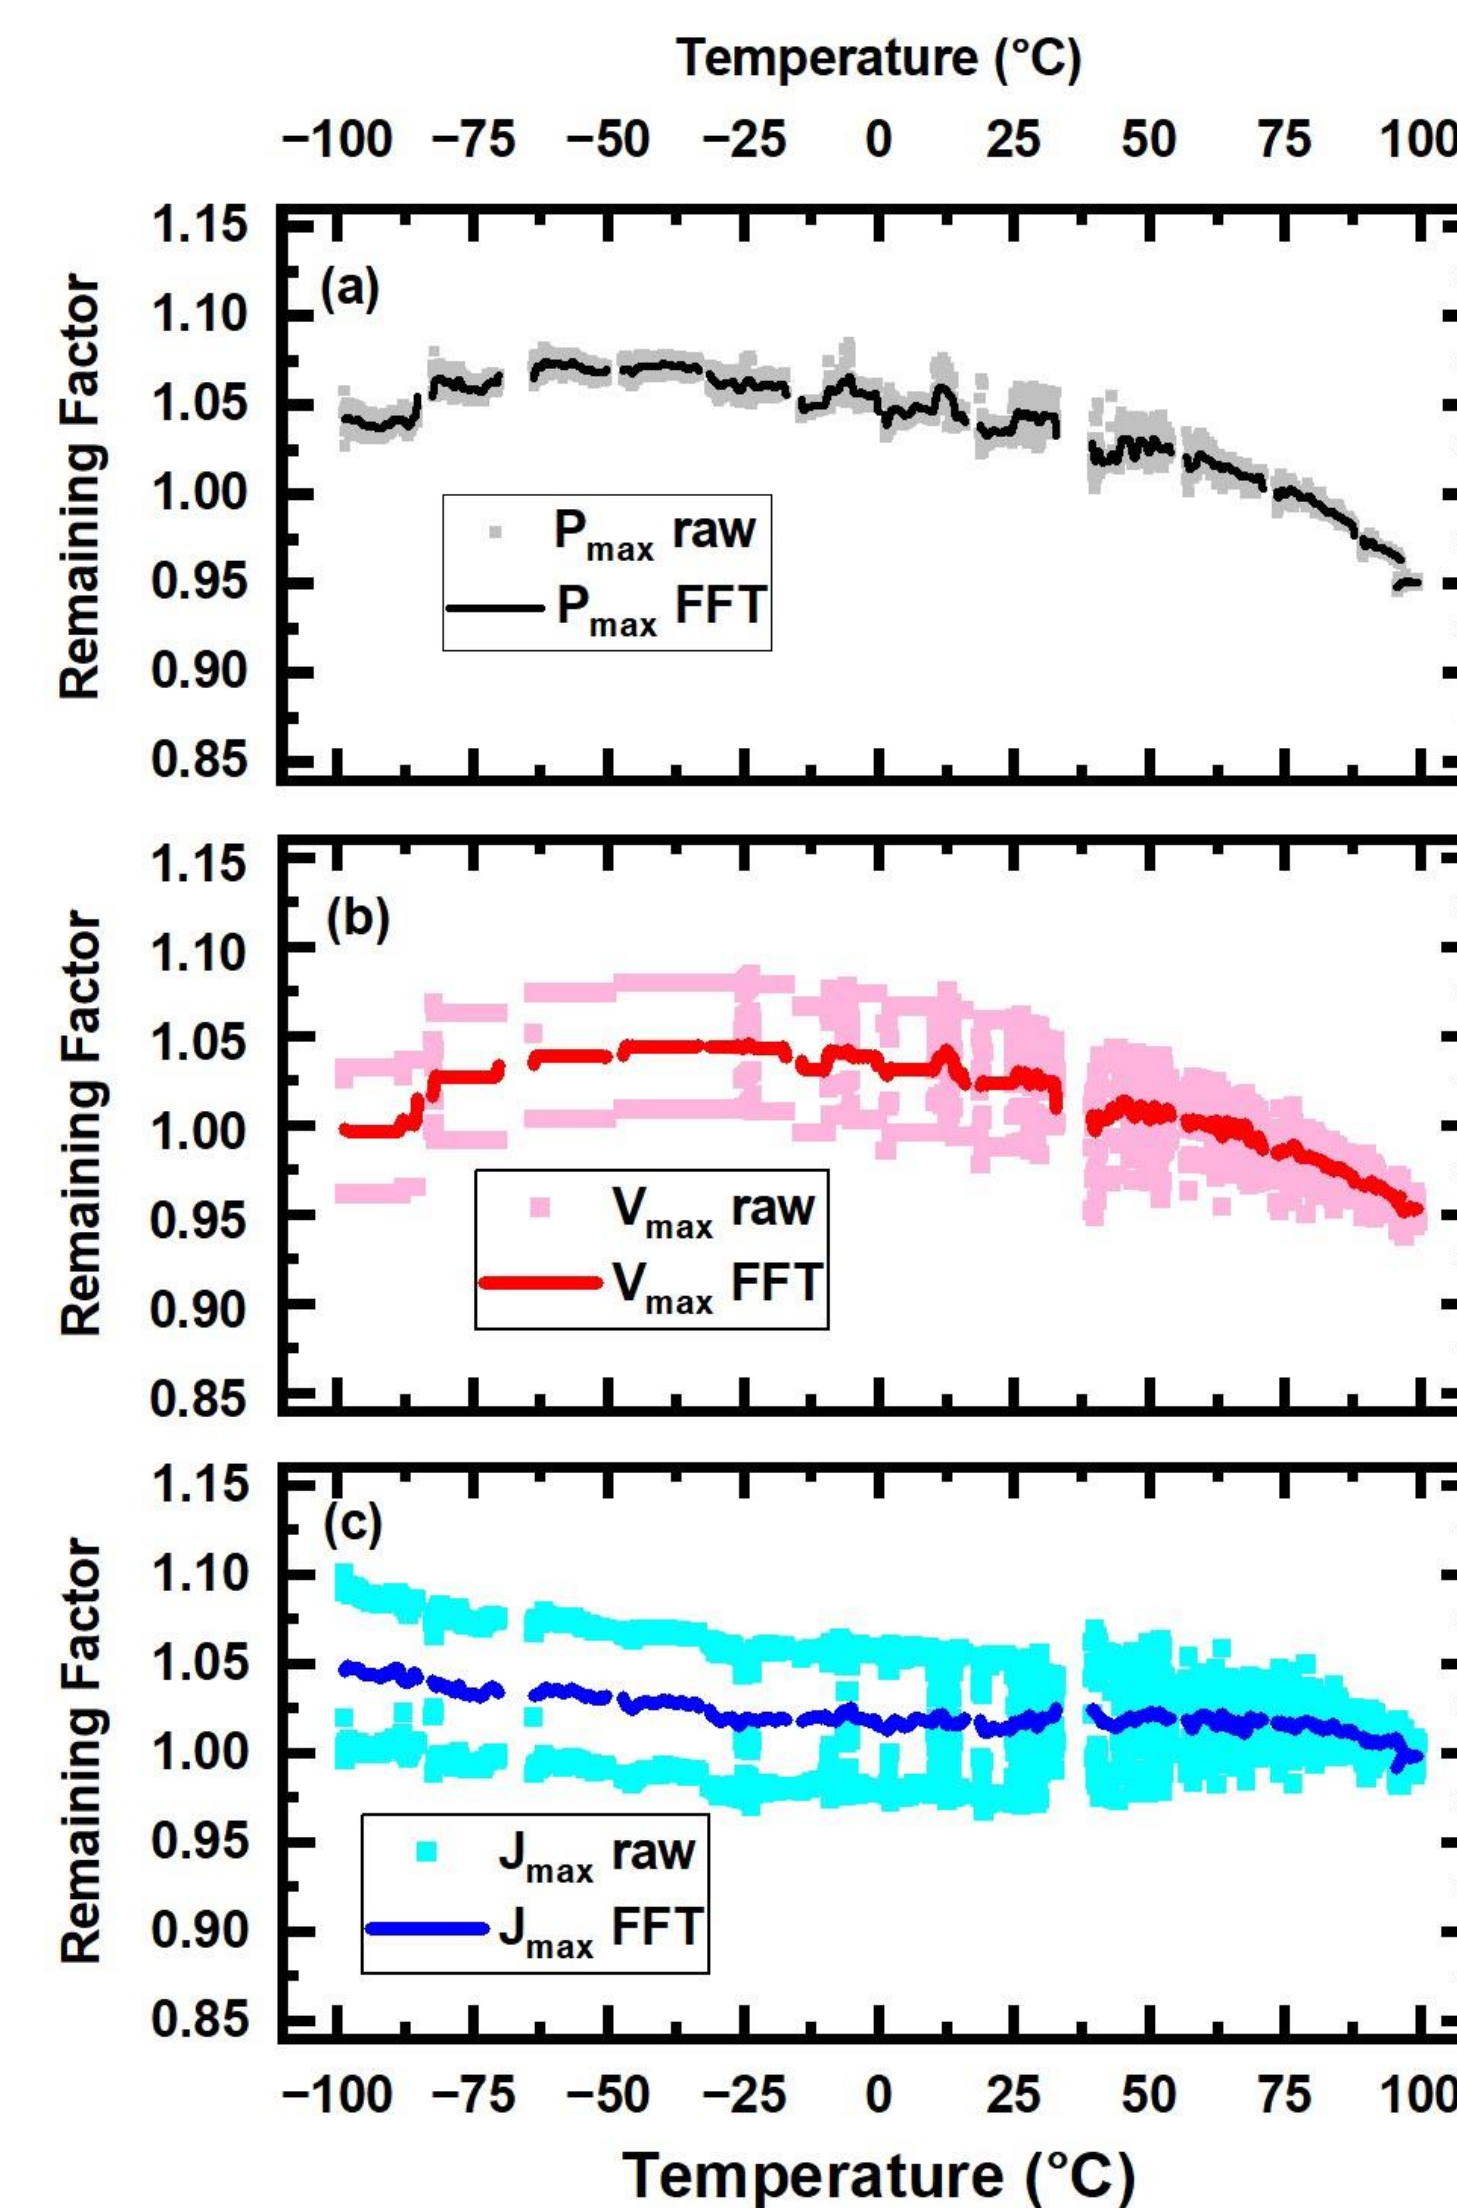 Temperature (°C)
−100 −75 −50 −25 0 25 50 75 100
1.15
1.10
1.05
1.00
0.95
0.90
0.85
Remaining Factor
(a)
Pmax raw
Pmax FFT
1.15
1.10
1.05
1.00
0.95
0.90
0.85
Remaining Factor
(b)
Vmax raw
Vmax FFT
1.15
1.10
1.05
1.00
0.95
0.90
0.85
Remaining Factor
(c)
Jmax raw
Jmax FFT
−100 −75 −50 −25 0 25 50 75 100
Temperature (°C)